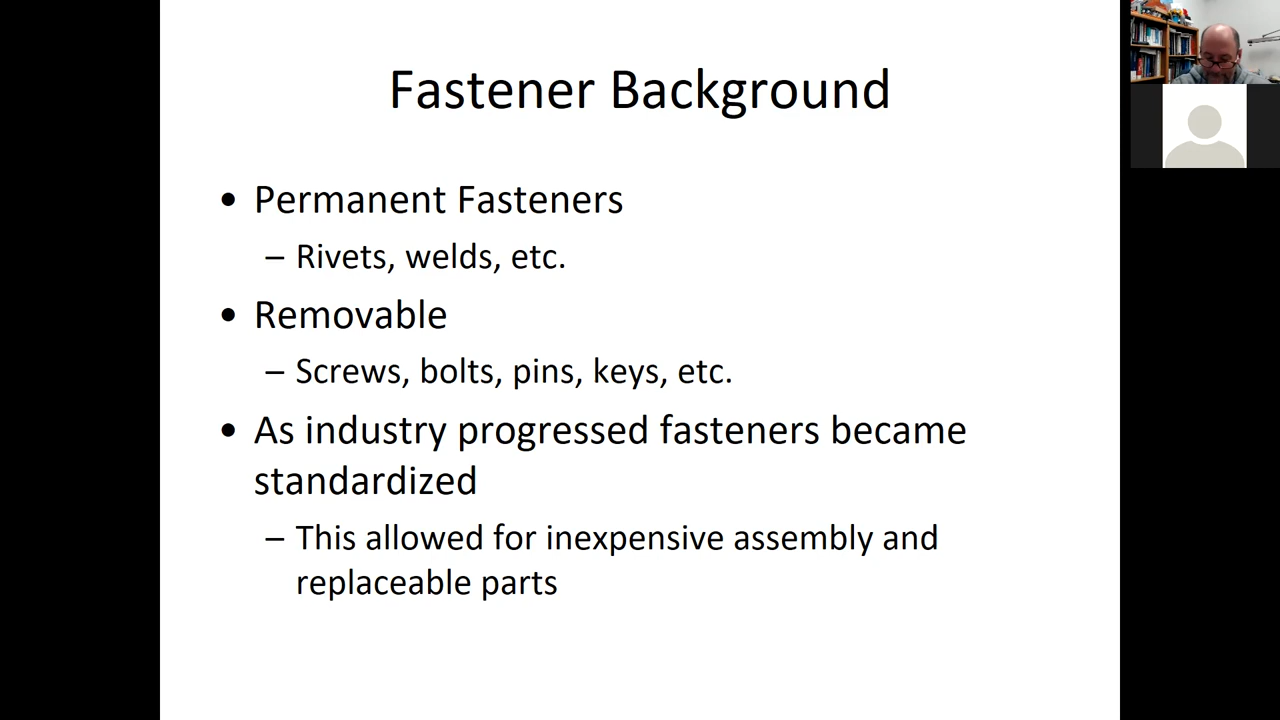 Fastener Background
• Permanent Fasteners
– Rivets, welds, etc.
• Removable
– Screws, bolts, pins, keys, etc.
• As industry progressed fasteners became
standardized
– This allowed for inexpensive assembly and
replaceable parts